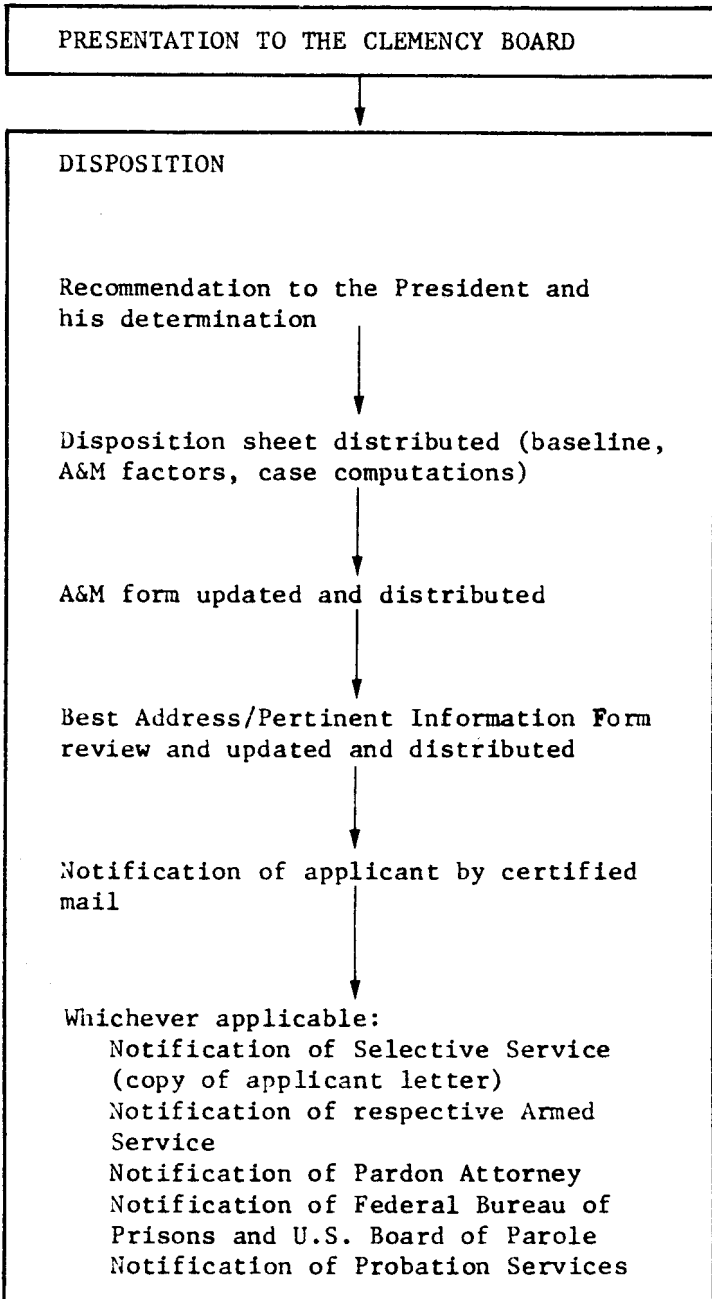 PRESENTATION TO THE CLEMENCY BOARD
DISPOSITION
Recommendation to the President and
his determination
Disposition sheet distributed (baseline,
A&M factors, case computations)
A&M form updated and distributed
Best Address/Pertinent Information Form
review and updated and distributed
Notification of applicant by certified
mail
Whichever applicable:
Notification of Selective Service
(copy of applicant letter)
Notification of respective Armed
Service
Notification of Pardon Attorney
Notification of Federal Bureau of
Prisons and U.S. Board of Parole
Notification of Probation Services